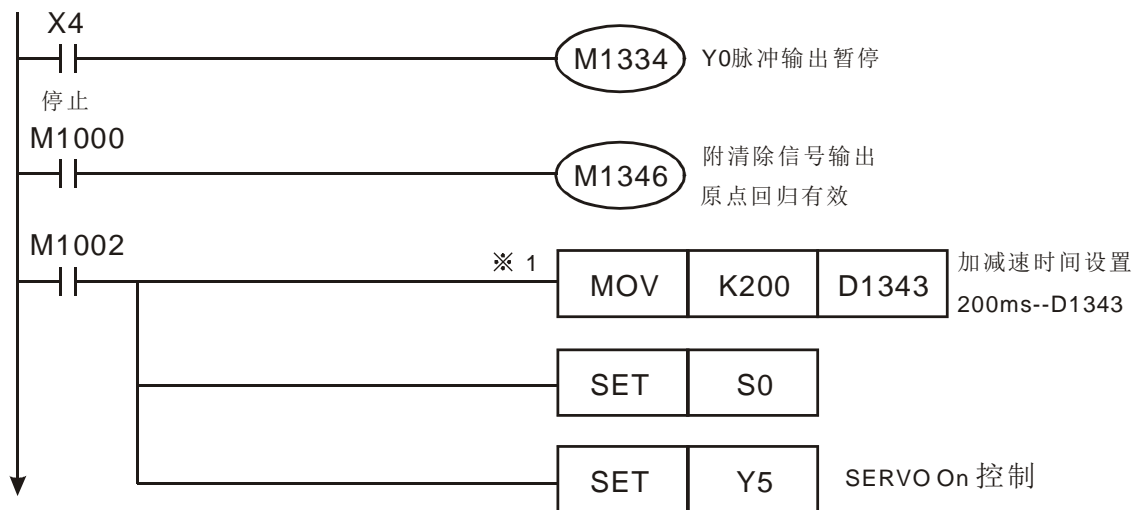 X4
M1334 Y0脉冲输出暂停
停止
M1000
M1346 附清除信号输出
原点回归有效
M1002
※ 1 MOV K200 D1343 加减速时间设置
200ms--D1343
SET S0
SET Y5 SERVO On 控制